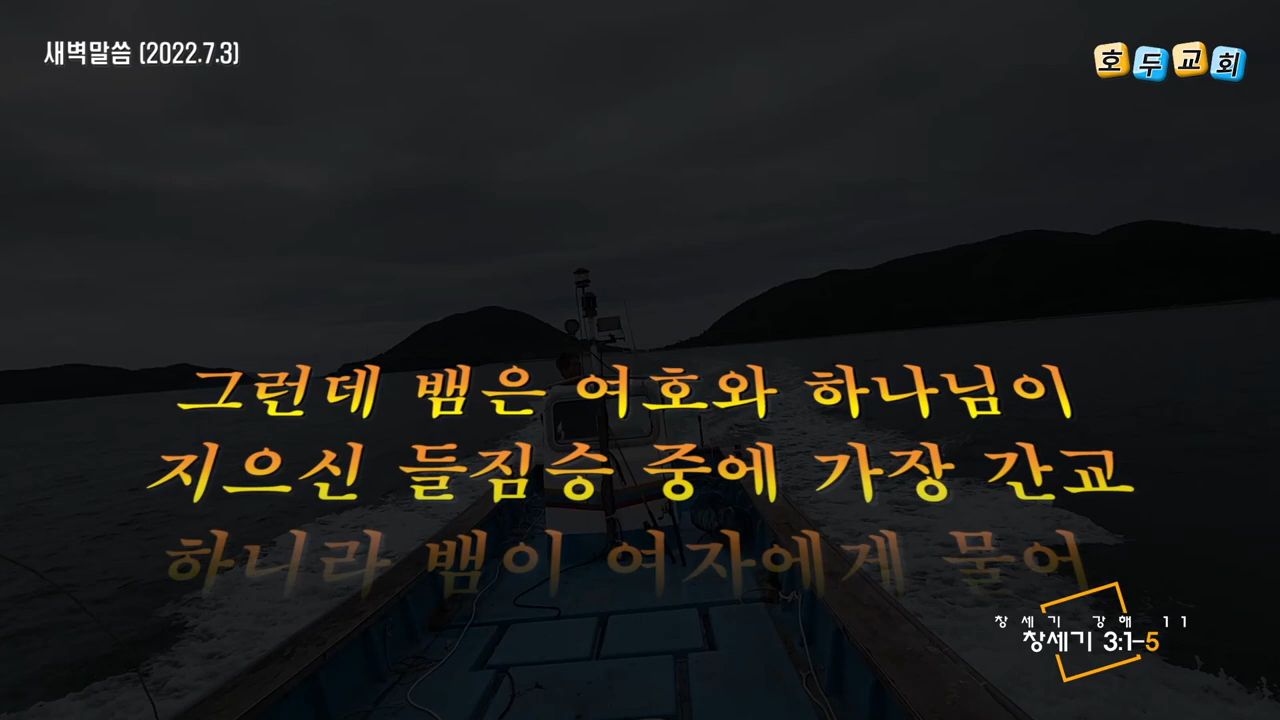 새벽말씀 (2022.7.3)
호두교회
그런데 뱀은 여호와 하나님이
지으신 들짐승 중에 가장 간교
하니라 뱀이 여자에게 물어
창세기 강해 11
창세기 3:1-5